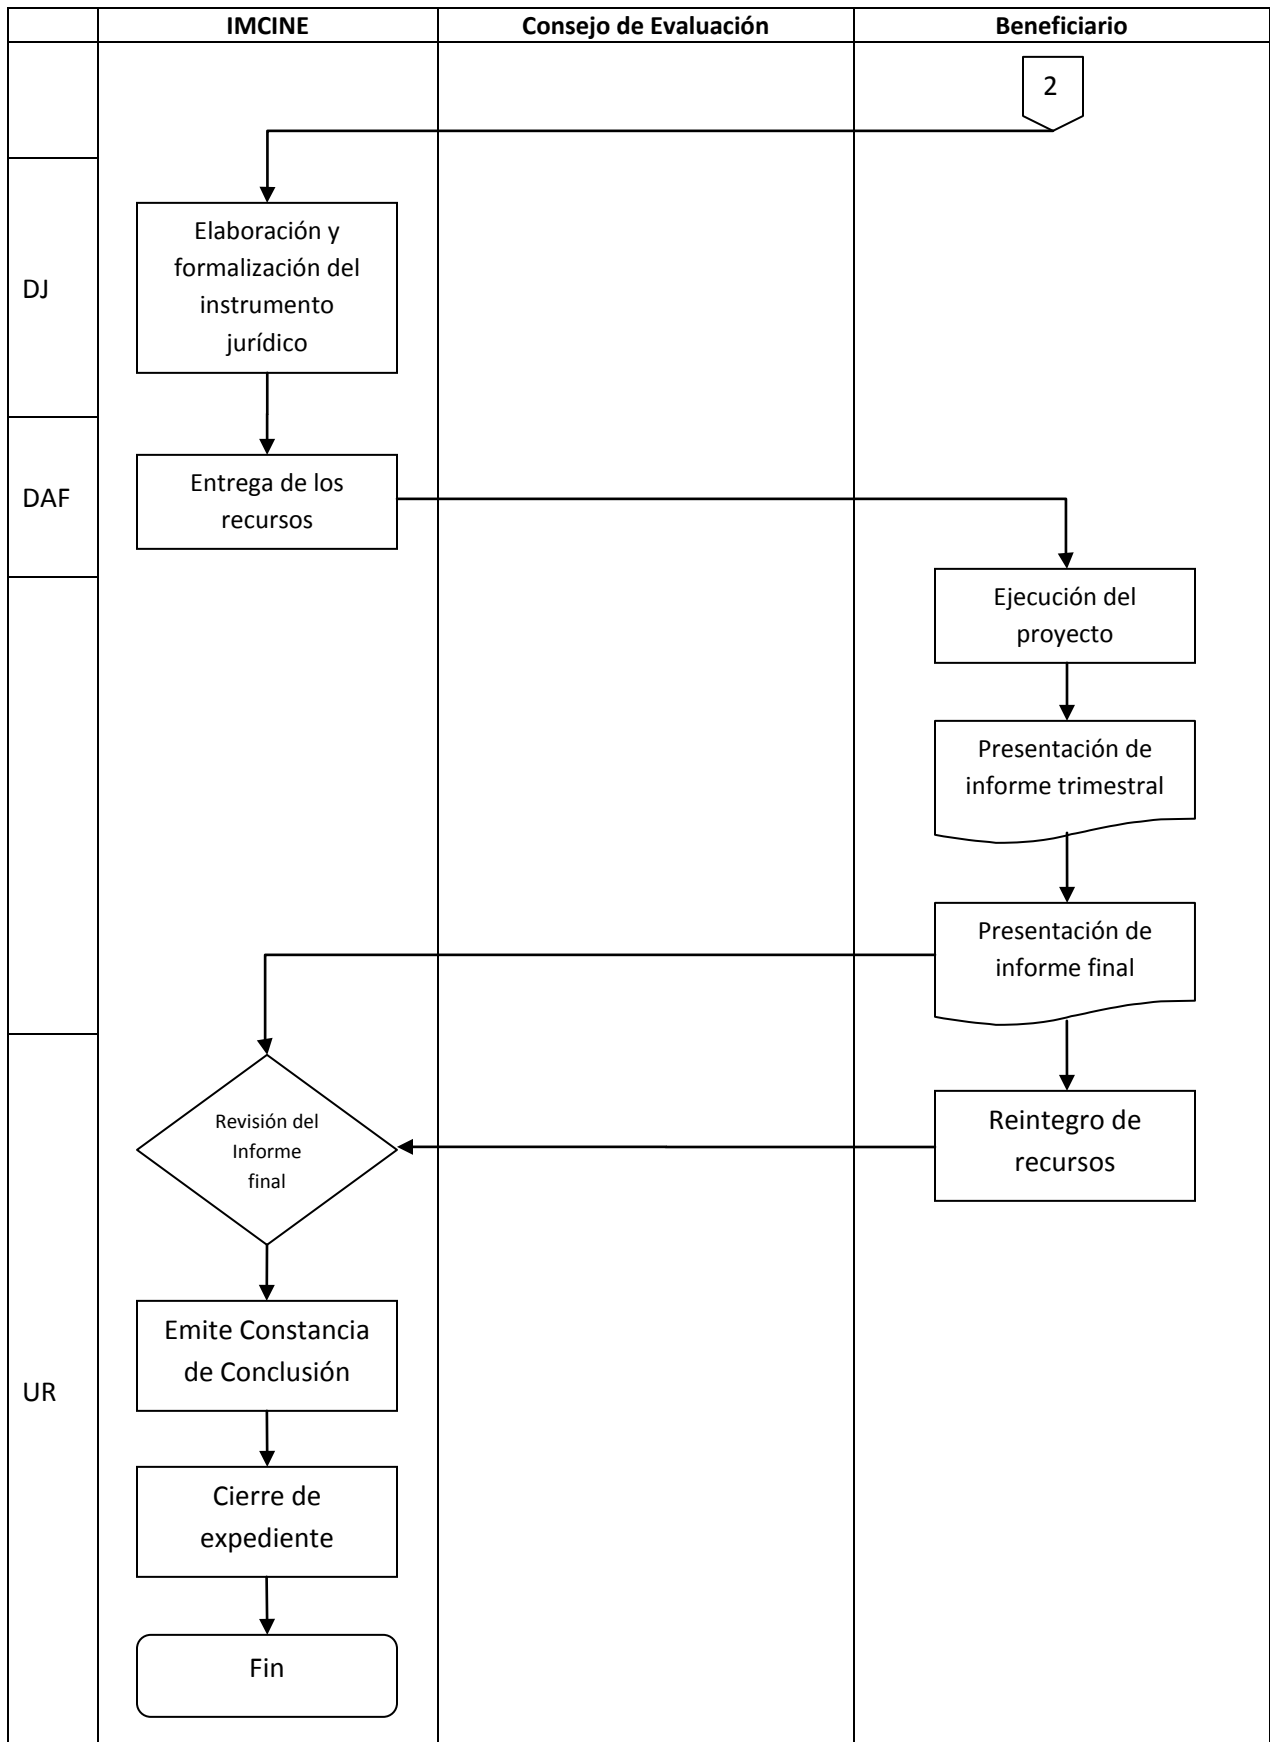 IMCINE
Consejo de Evaluación
Beneficiario
2
DJ
Elaboración y
formalización del
instrumento
jurídico
DAF
Entrega de los
recursos
Ejecución del
proyecto
Presentación de
informe trimestral
Presentación de
informe final
UR
Revisión del
Informe
final
Reintegro de
recursos
Emite Constancia
de Conclusión
Cierre de
expediente
Fin